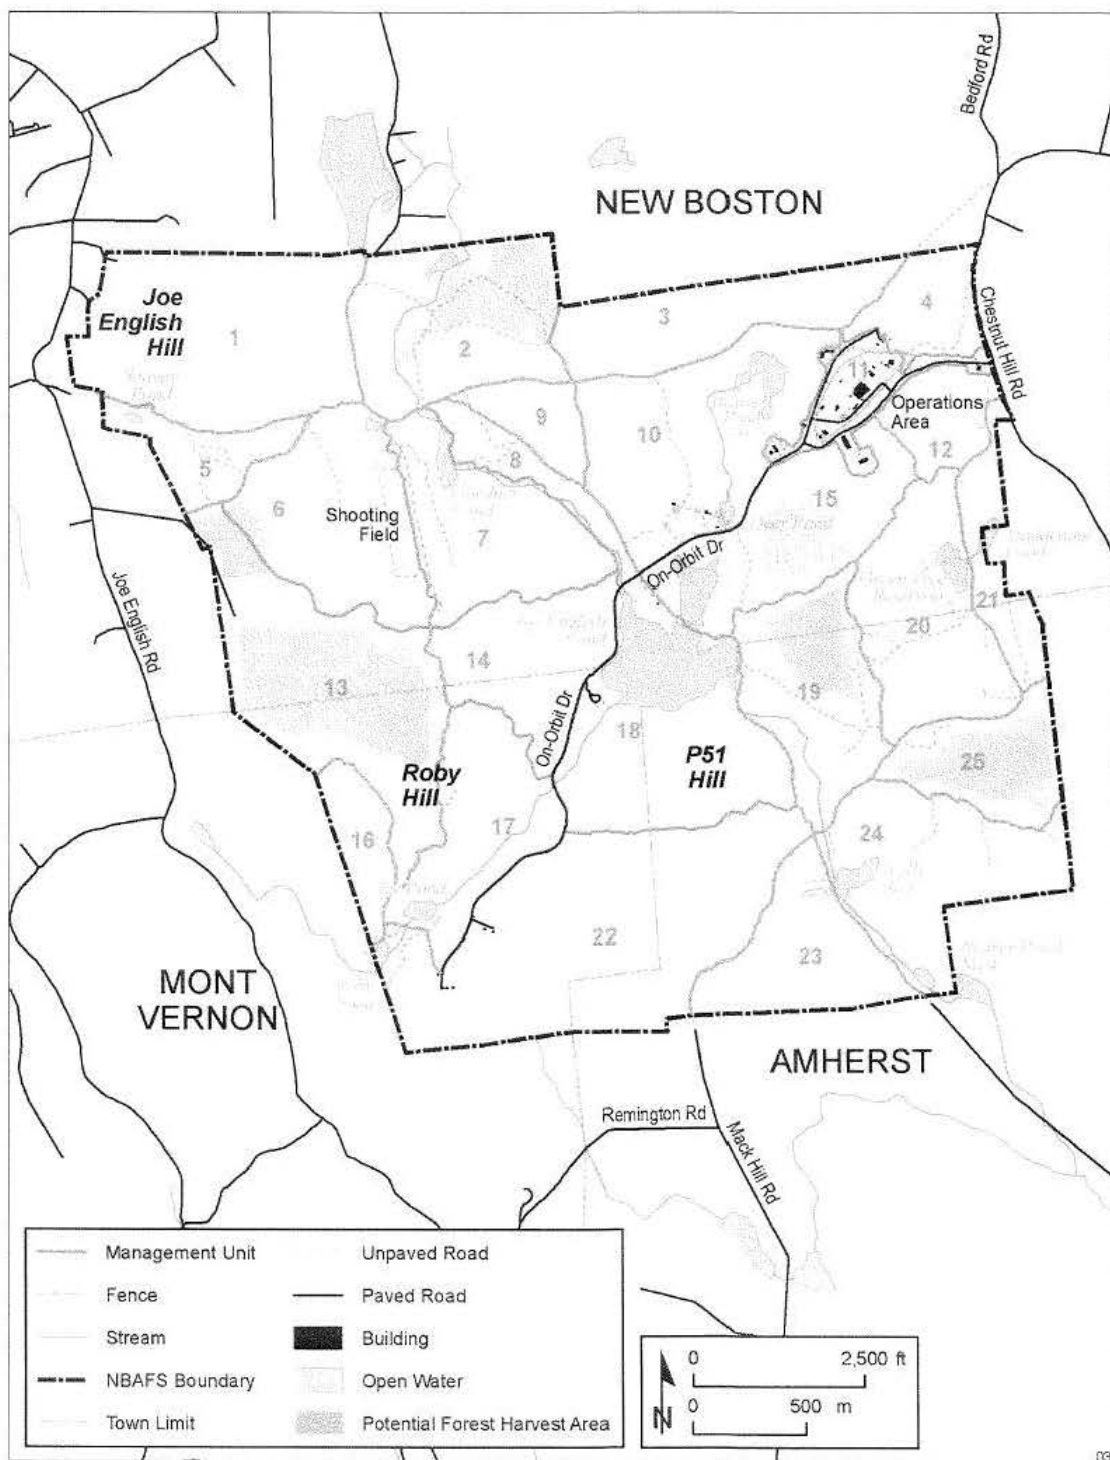 Bedford Rd
NEW BOSTON
Joe
English
Hill
1
2
3
4
Chestnut Hill Rd
11
Operations
Area
9
10
8
12
5
6
Shooting
Field
7
15
On-Orbit Dr
Joe English
Pond
21
20
Joe English Rd
14
13
19
On-Orbit Dr
18
P51
Hill
Roby
Hill
25
16
17
24
22
23
MONT
VERNON
AMHERST
Remington Rd
Mack Hill Rd
Management Unit
Fence
Stream
NBAFS Boundary
Town Limit
Unpaved Road
Paved Road
Building
Open Water
Potential Forest Harvest Area
N
0 2,500 ft
0 500 m